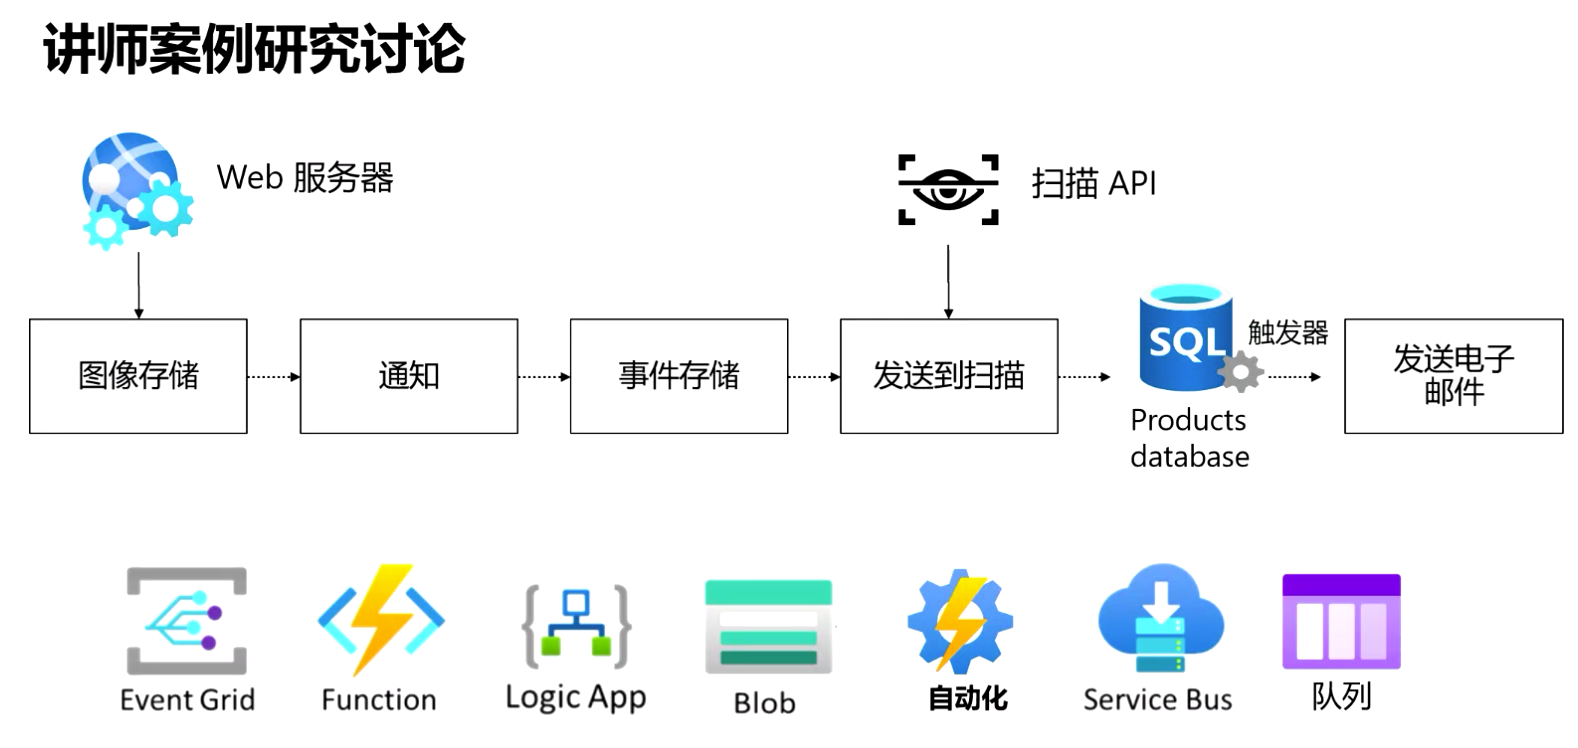 讲师案例研究讨论
Web 服务器
扫描 API
图像存储
通知
事件存储
发送到扫描
SQL
触发器
Products
database
发送电子
邮件
Event Grid
Function
Logic App
Blob
自动化
Service Bus
队列